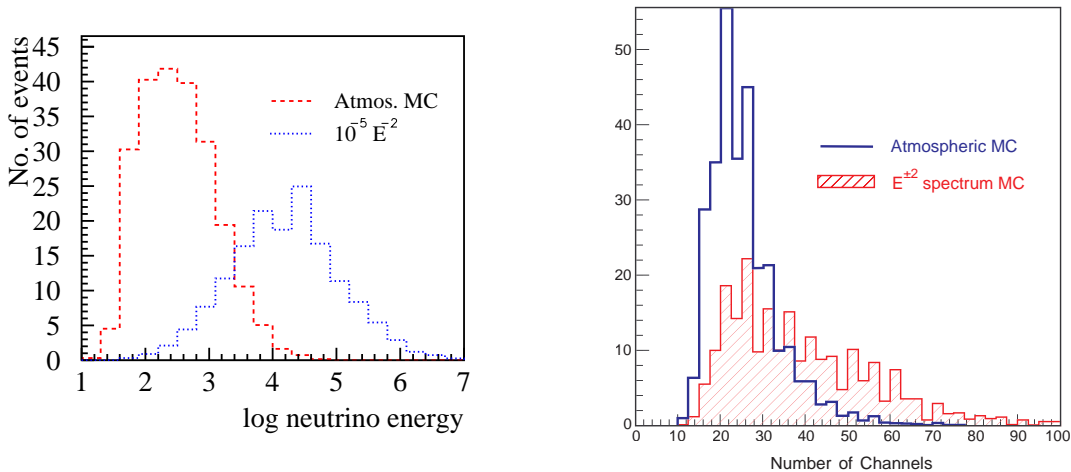 No. of events
45
40
35
30
25
20
15
10
5
0
1 2 3 4 5 6 7
log neutrino energy
Atmos. MC
10⁻⁵ E⁻²
50
40
30
20
10
0
0 10 20 30 40 50 60 70 80 90 100
Number of Channels
Atmospheric MC
E±² spectrum MC